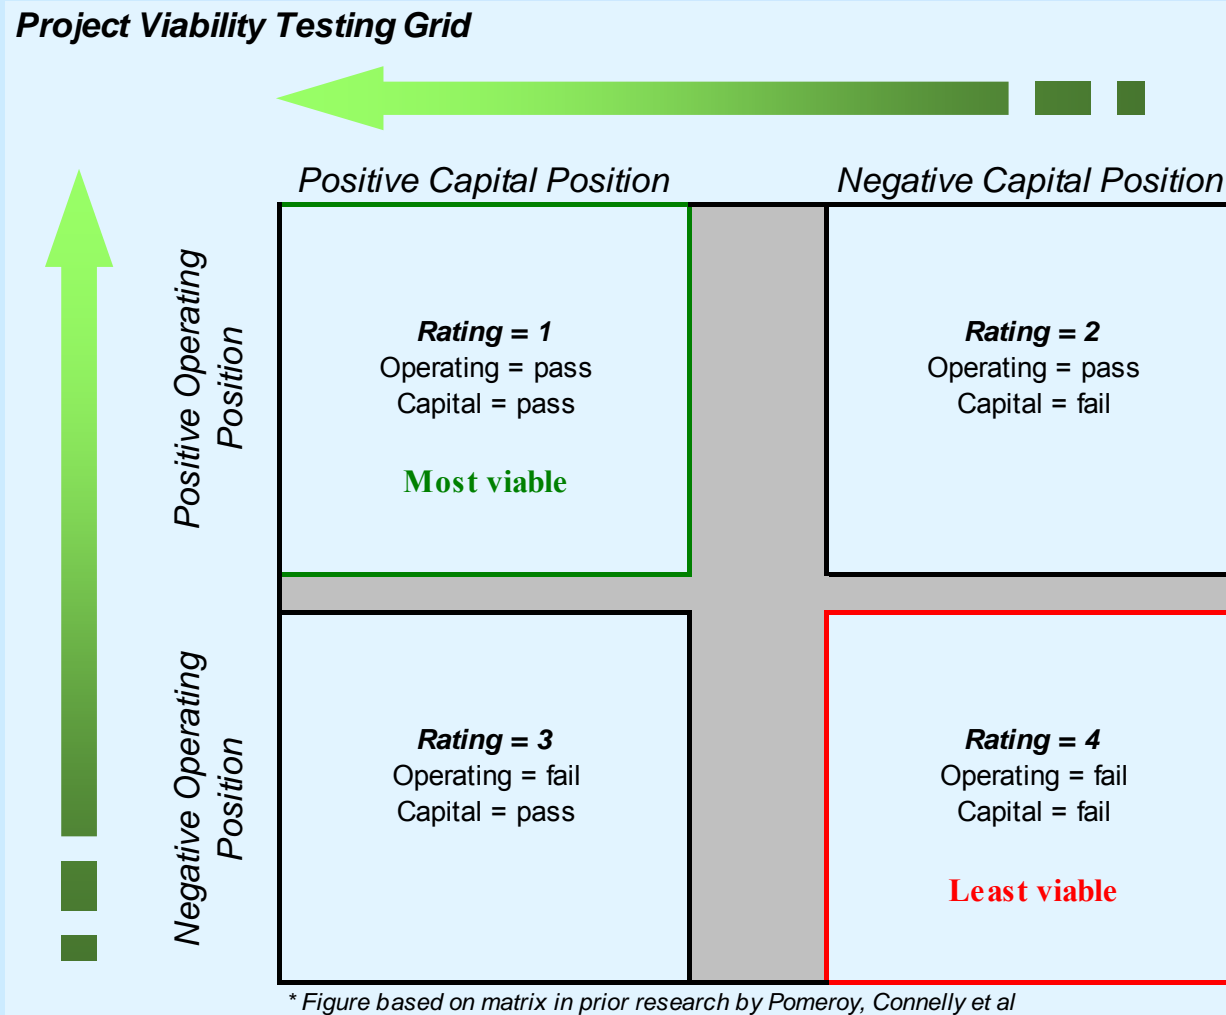 Project Viability Testing Grid
Positive Capital Position
Negative Capital Position
Positive Operating
Position
Rating = 1
Operating = pass
Capital = pass
Most viable
Rating = 2
Operating = pass
Capital = fail
Negative Operating
Position
Rating = 3
Operating = fail
Capital = pass
Rating = 4
Operating = fail
Capital = fail
Least viable
* Figure based on matrix in prior research by Pomeroy, Connelly et al